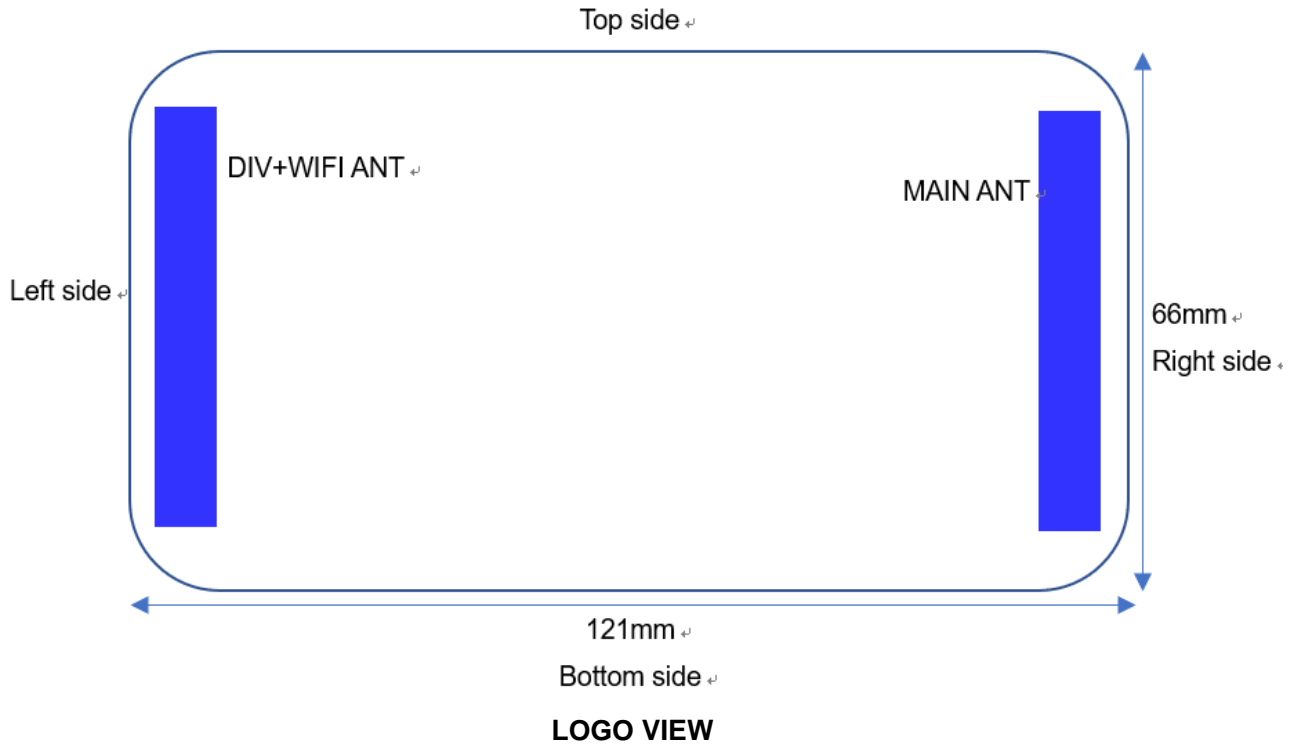 Top side
DIV+WIFI ANT
MAIN ANT
Left side
66mm
Right side
121mm
Bottom side
LOGO VIEW